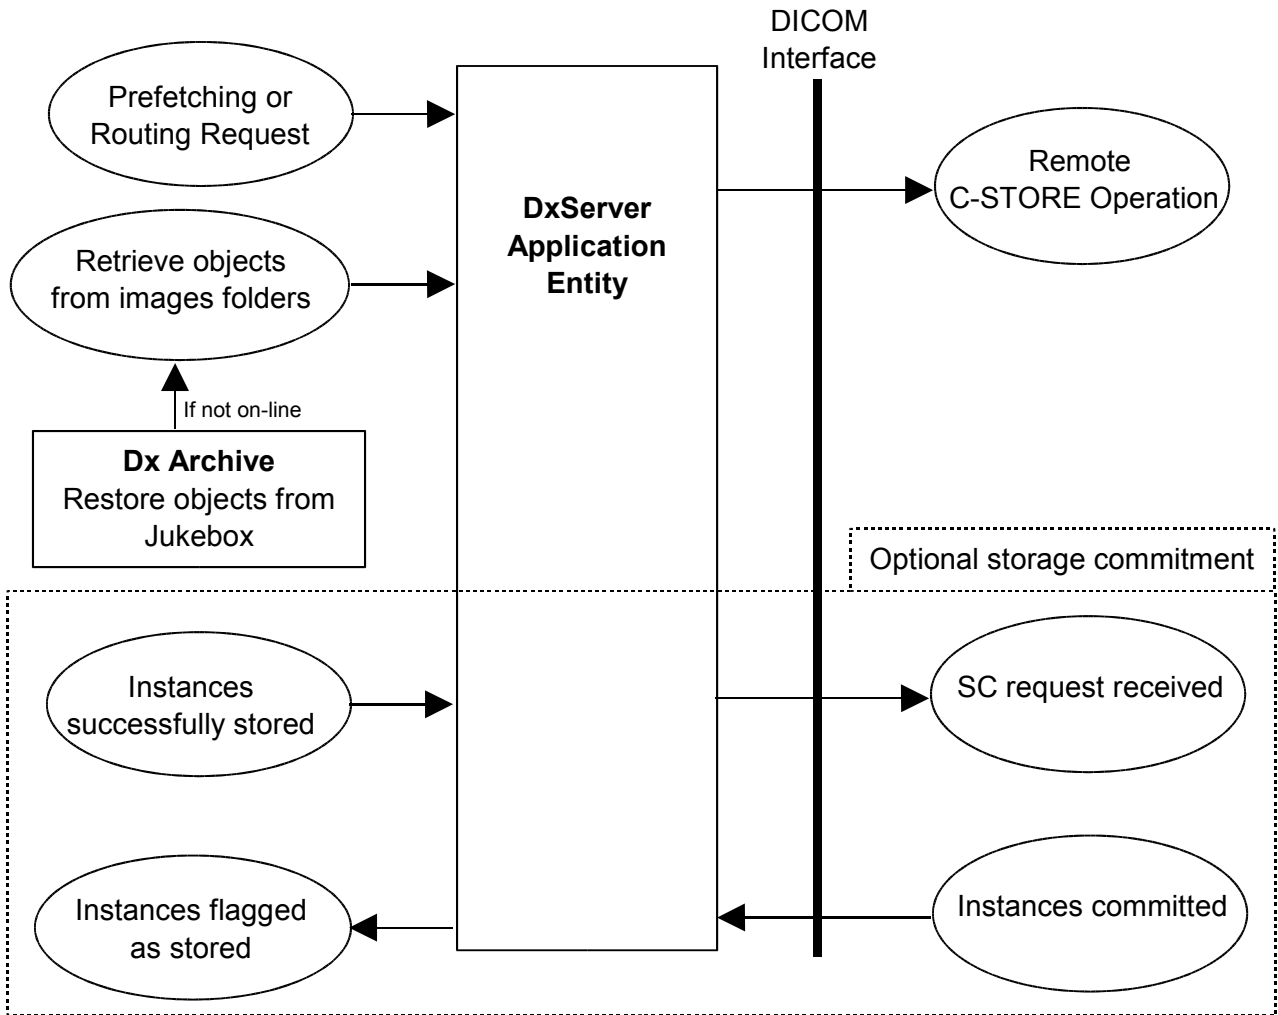 DICOM
Interface
Prefetching or
Routing Request
Remote
C-STORE Operation
DxServer
Application
Entity
Retrieve objects
from images folders
If not on-line
Dx Archive
Restore objects from
Jukebox
Optional storage commitment
Instances
successfully stored
SC request received
Instances flagged
as stored
Instances committed